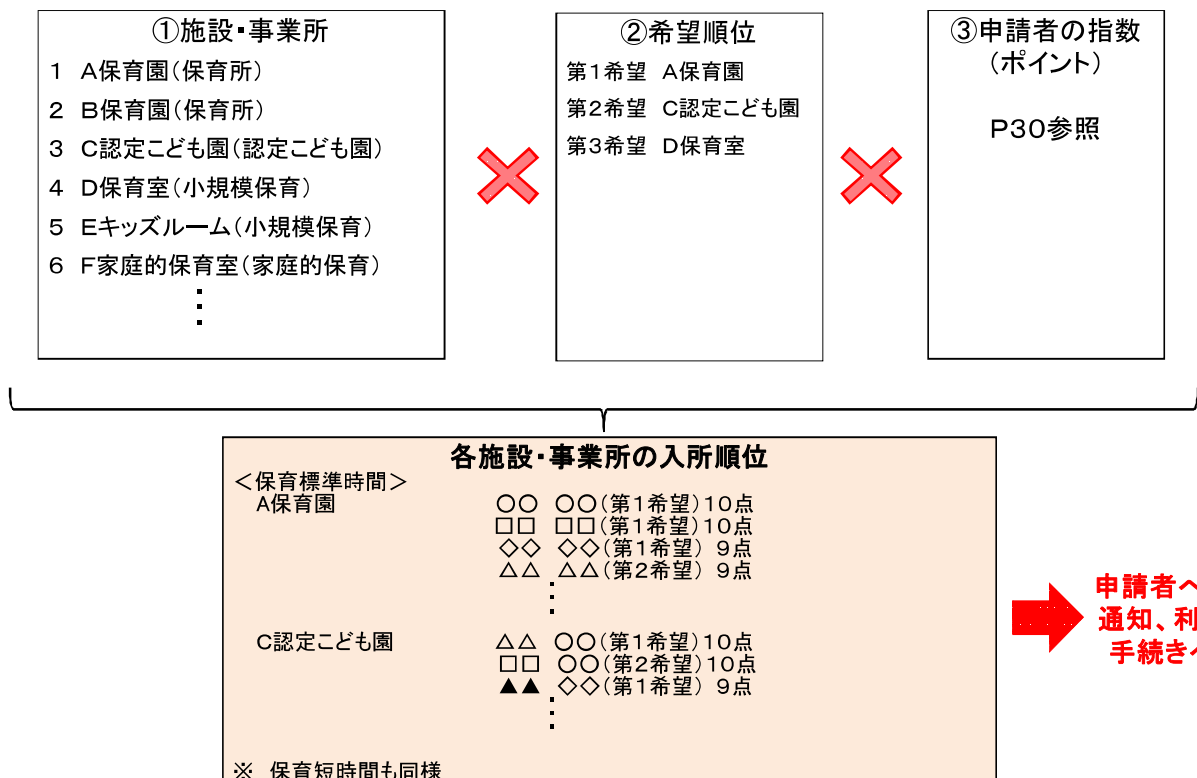 ①施設・事業所
1 A保育園(保育所)
2 B保育園(保育所)
3 C認定こども園(認定こども園)
4 D保育室(小規模保育)
5 Eキッズルーム(小規模保育)
6 F家庭的保育室(家庭的保育)
②希望順位
第1希望 A保育園
第2希望 C認定こども園
第3希望 D保育室
③申請者の指数
(ポイント)
P30参照
各施設・事業所の入所順位
＜保育標準時間＞
A保育園
○○ ○○(第1希望)10点
□□ □□(第1希望)10点
◇◇ ◇◇(第1希望) 9点
△△ △△(第2希望) 9点
C認定こども園
△△ ○○(第1希望)10点
□□ ○○(第2希望)10点
▲▲ ◇◇(第1希望) 9点
※ 保育短時間も同様
申請者へ
通知、利
手続き